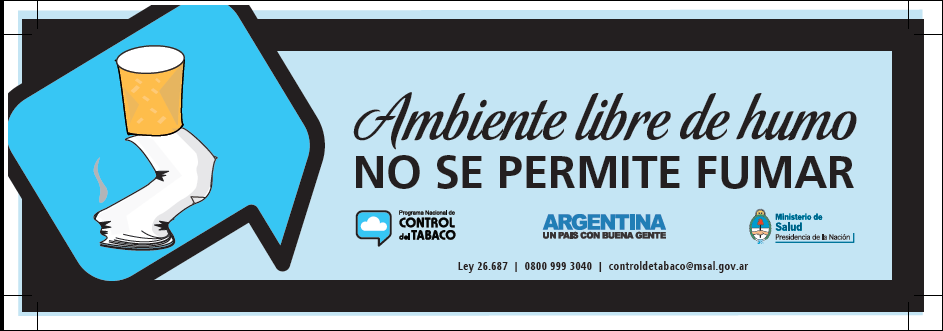 Ambiente libre de humo
NO SE PERMITE FUMAR
Programa Nacional de
CONTROL
del TABACO
ARGENTINA
UN PAIS CON BUENA GENTE
Ministerio de
Salud
Presidencia de la Nación
Ley 26.687 | 0800 999 3040 | controldetabaco@msal.gov.ar